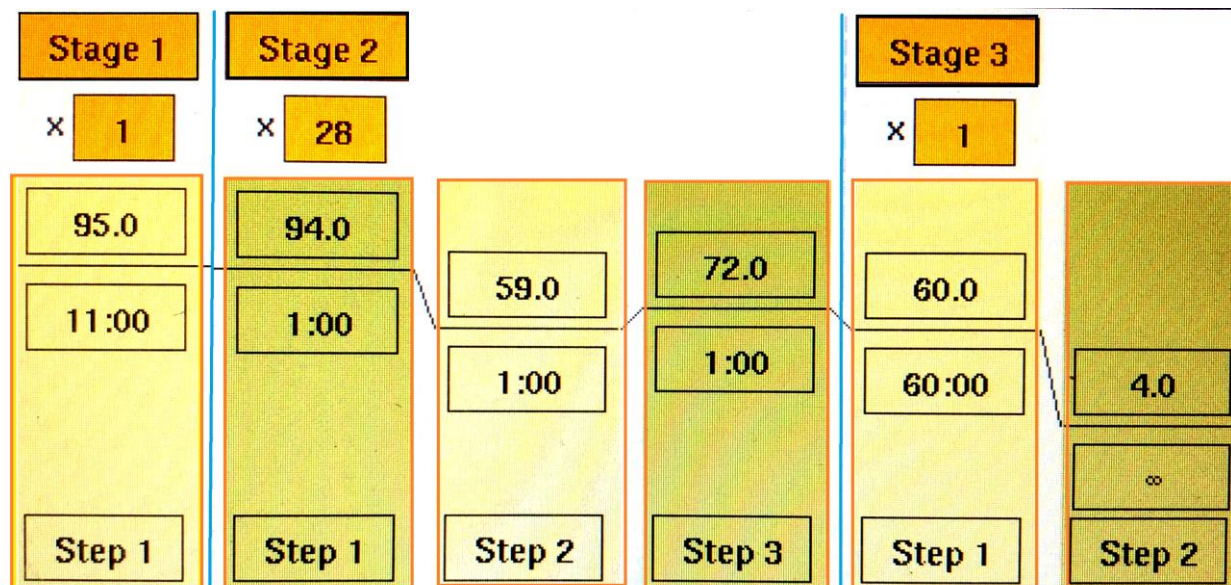 Stage 1 Stage 2 Stage 3
x 1 x 28 x 1
95.0 94.0 59.0 72.0 60.0 4.0
11:00 1:00 1:00 1:00 60:00 ∞
Step 1 Step 1 Step 2 Step 3 Step 1 Step 2